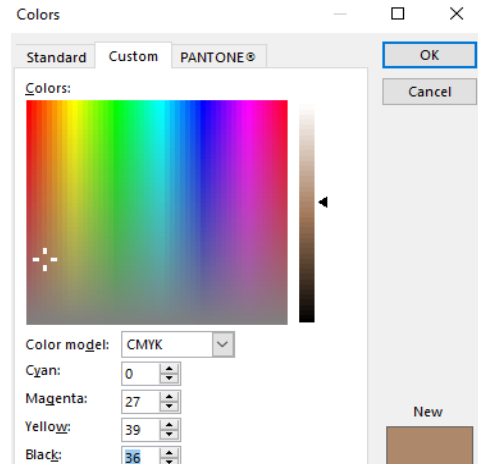 Colors
Standard Custom PANTONE®
OK
Cancel
Colors:
Color model: CMYK
Cyan: 0
Magenta: 27
Yellow: 39
Black: 36
New